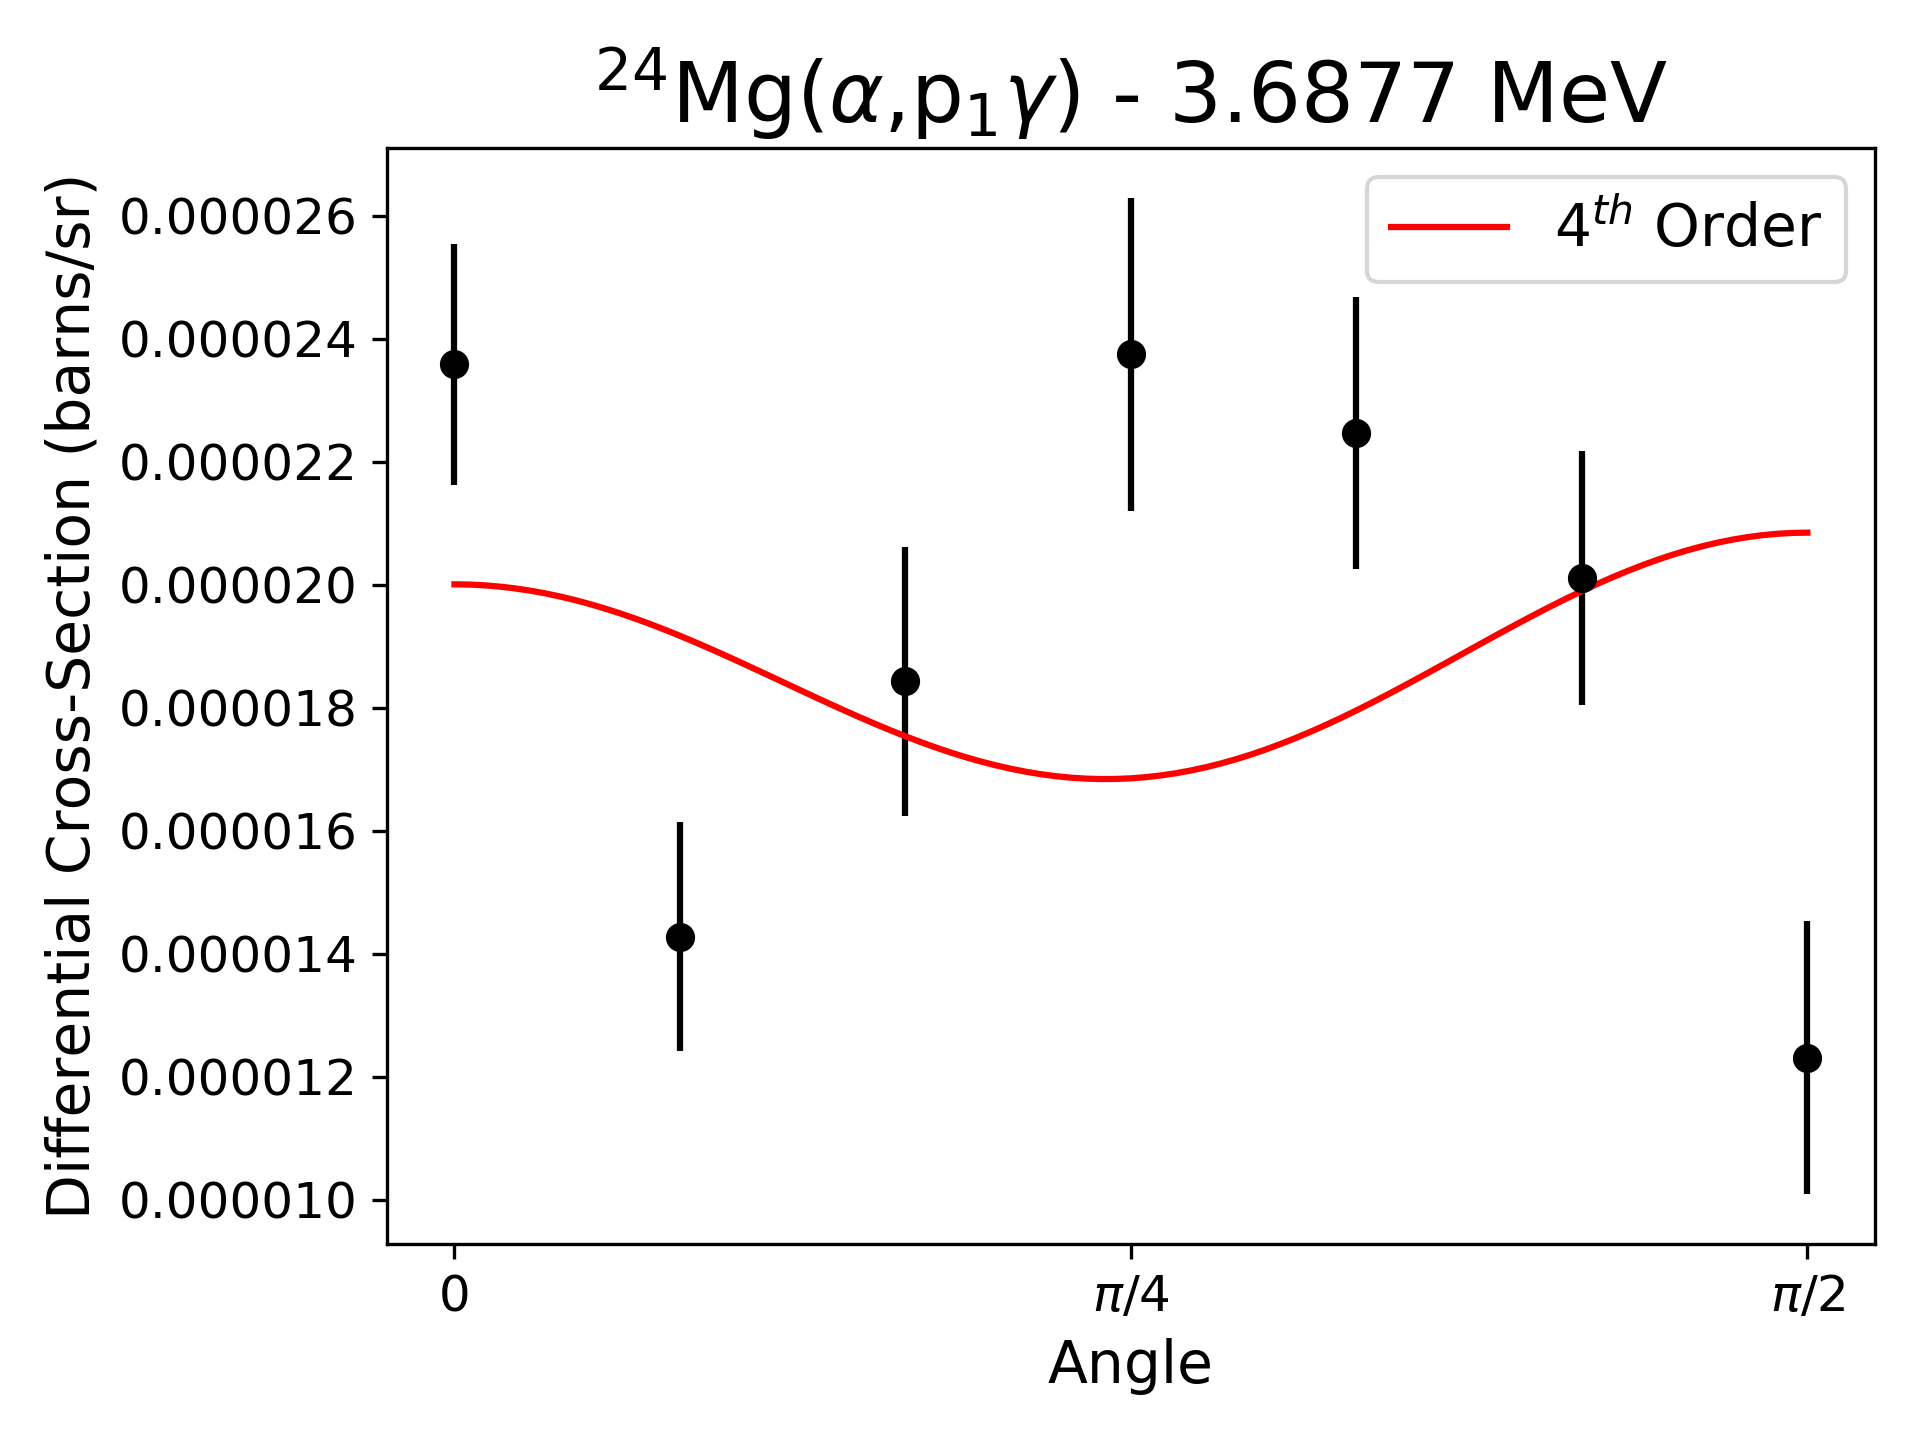 ²⁴Mg(α,p₁γ) - 3.6877 MeV
4ᵗʰ Order
Differential Cross-Section (barns/sr)
0.000026
0.000024
0.000022
0.000020
0.000018
0.000016
0.000014
0.000012
0.000010
0 π/4 π/2
Angle